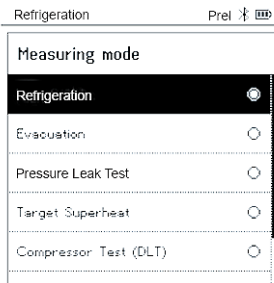 Refrigeration Prel
Measuring mode
Refrigeration
Evacuation
Pressure Leak Test
Target Superheat
Compressor Test (DLT)